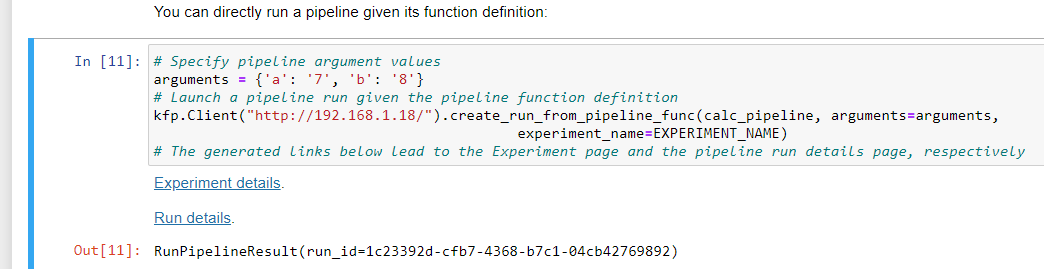 You can directly run a pipeline given its function definition:
In [11]: # Specify pipeline argument values
arguments = {'a': '7', 'b': '8'}
# Launch a pipeline run given the pipeline function definition
kfp.Client("http://192.168.1.18/").create_run_from_pipeline_func(calc_pipeline, arguments=arguments,
experiment_name=EXPERIMENT_NAME)
# The generated links below lead to the Experiment page and the pipeline run details page, respectively
Experiment details.
Run details.
Out[11]: RunPipelineResult(run_id=1c23392d-cfb7-4368-b7c1-04cb42769892)